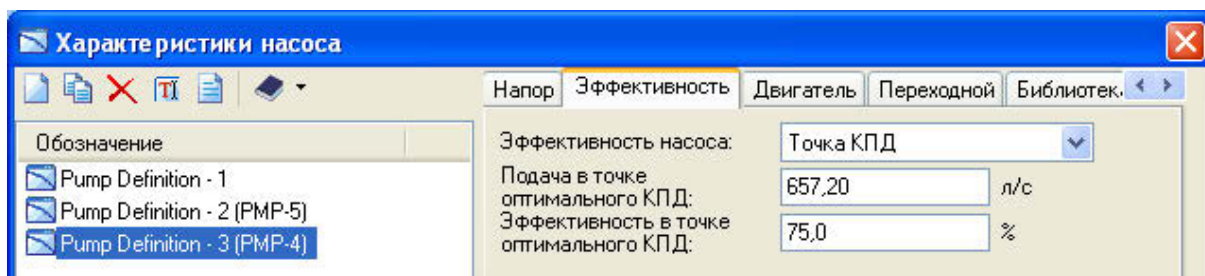 Характеристики насоса
Напор Эффективность Двигатель Переходной Библиотек
Обозначение
Pump Definition - 1
Pump Definition - 2 (PMP-5)
Pump Definition - 3 (PMP-4)
Эффективность насоса: Точка КПД
Подача в точке
оптимального КПД: 657,20 л/с
Эффективность в точке
оптимального КПД: 75,0 %